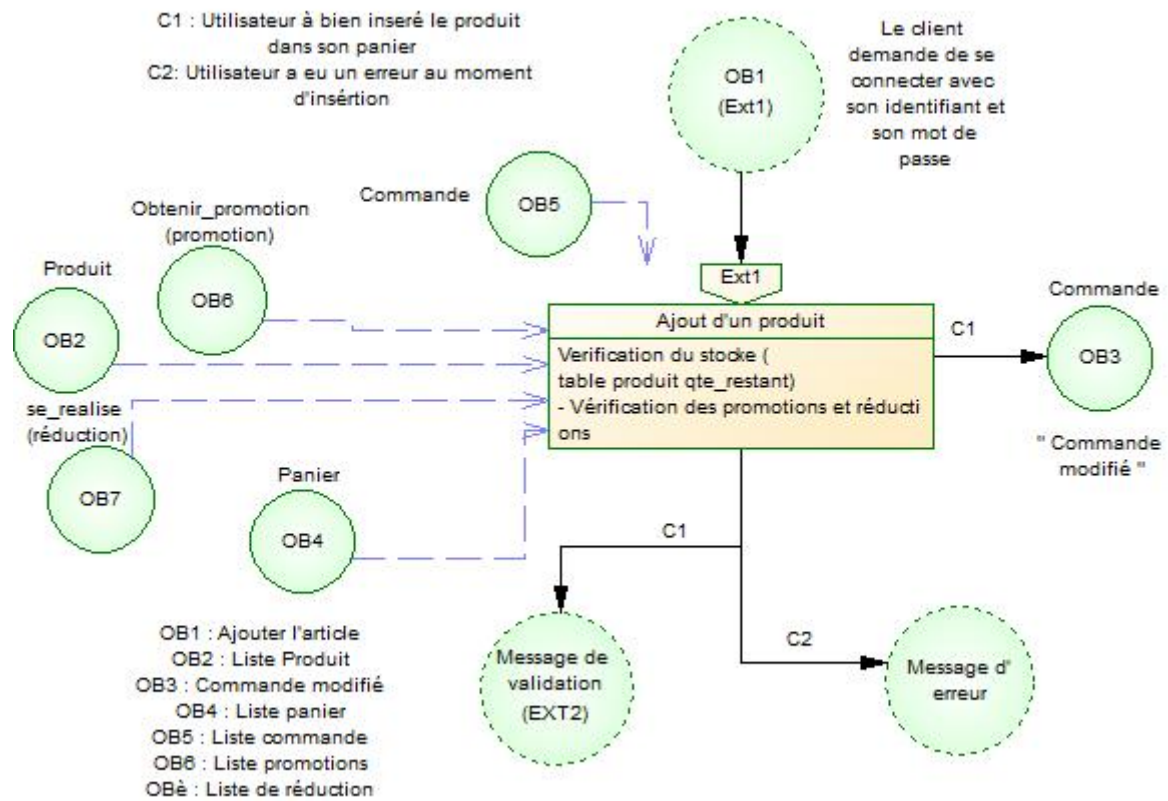 C1 : Utilisateur à bien inseré le produit
dans son panier
C2: Utilisateur a eu un erreur au moment
d'insértion
OB1
(Ext1)
Le client
demande de se
connecter avec
son identifiant et
son mot de
passe
Commande
OB5
Obtenir_promotion
(promotion)
OB6
Produit
OB2
se_realise
(réduction)
OB7
Panier
OB4
Ext1
Ajout d'un produit
Verification du stocke (
table produit qte_restant)
- Vérification des promotions et réducti
ons
C1
Commande
OB3
" Commande
modifié "
C1
C2
Message de
validation
(EXT2)
Message d'
erreur
OB1 : Ajouter l'article
OB2 : Liste Produit
OB3 : Commande modifié
OB4 : Liste panier
OB5 : Liste commande
OB6 : Liste promotions
OBè : Liste de réduction